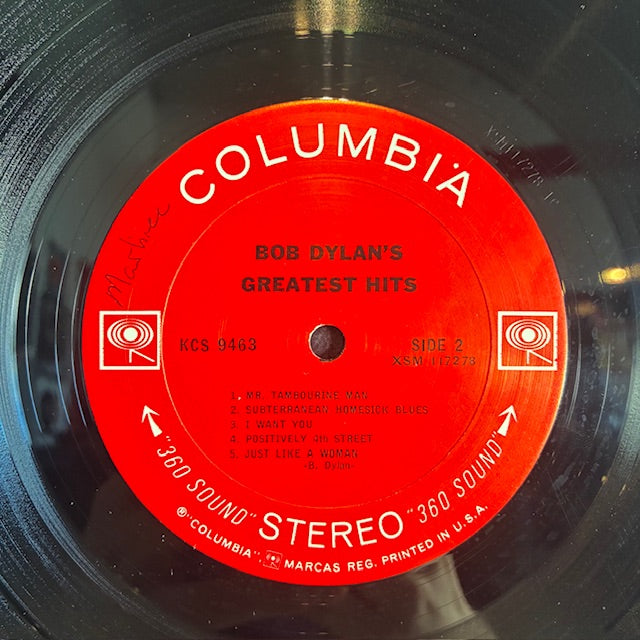 COLUMBIA
BOB DYLAN'S
GREATEST HITS
KCS 9463
SIDE 2
XSM 117278
1. MR. TAMBOURINE MAN
2. SUBTERRANEAN HOMESICK BLUES
3. I WANT YOU
4. POSITIVELY 4th STREET
5. JUST LIKE A WOMAN
-B. Dylan-
"360 SOUND" STEREO "360 SOUND"
Ⓡ"COLUMBIA", MARCAS REG. PRINTED IN U.S.A.